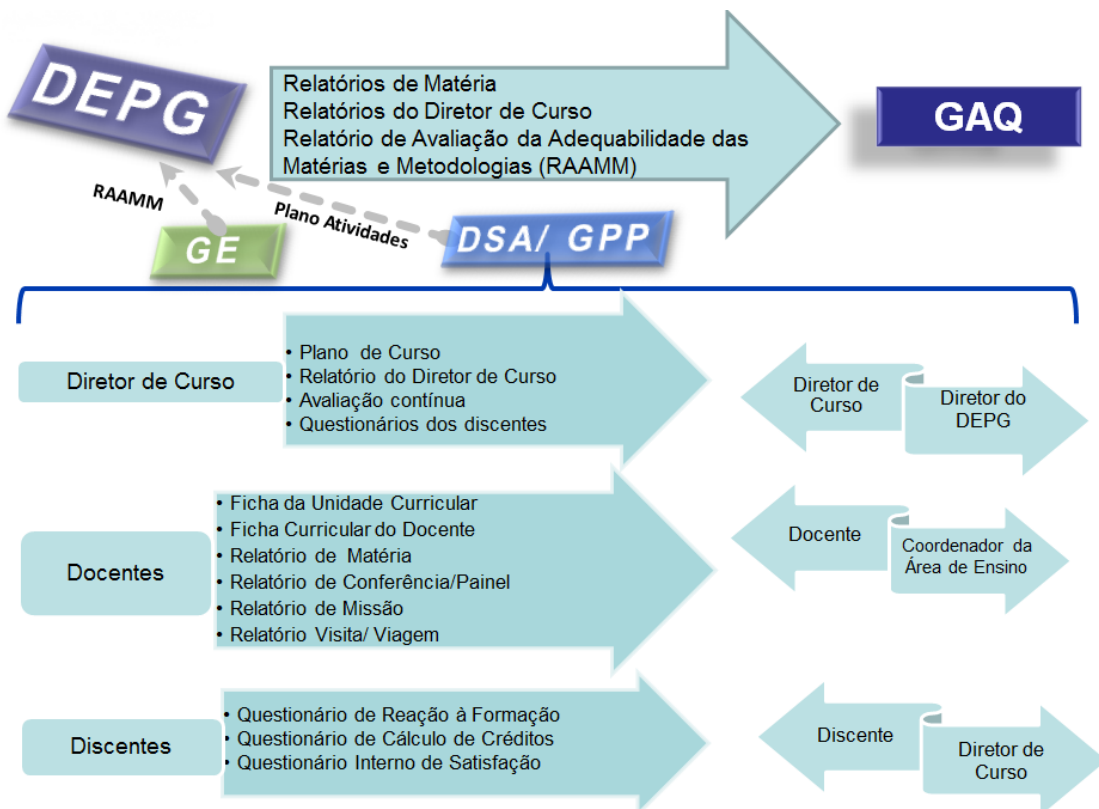 DEPG
Relatórios de Matéria
Relatórios do Diretor de Curso
Relatório de Avaliação da Adequabilidade das
Matérias e Metodologias (RAAMM)
GAQ
RAAMM
Plano Atividades
GE
DSA/ GPP
Diretor de Curso
• Plano de Curso
• Relatório do Diretor de Curso
• Avaliação contínua
• Questionários dos discentes
Diretor de
Curso
Diretor do
DEPG
Docentes
• Ficha da Unidade Curricular
• Ficha Curricular do Docente
• Relatório de Matéria
• Relatório de Conferência/Painel
• Relatório de Missão
• Relatório Visita/ Viagem
Docente
Coordenador da
Área de Ensino
Discentes
• Questionário de Reação à Formação
• Questionário de Cálculo de Créditos
• Questionário Interno de Satisfação
Discente
Diretor de
Curso